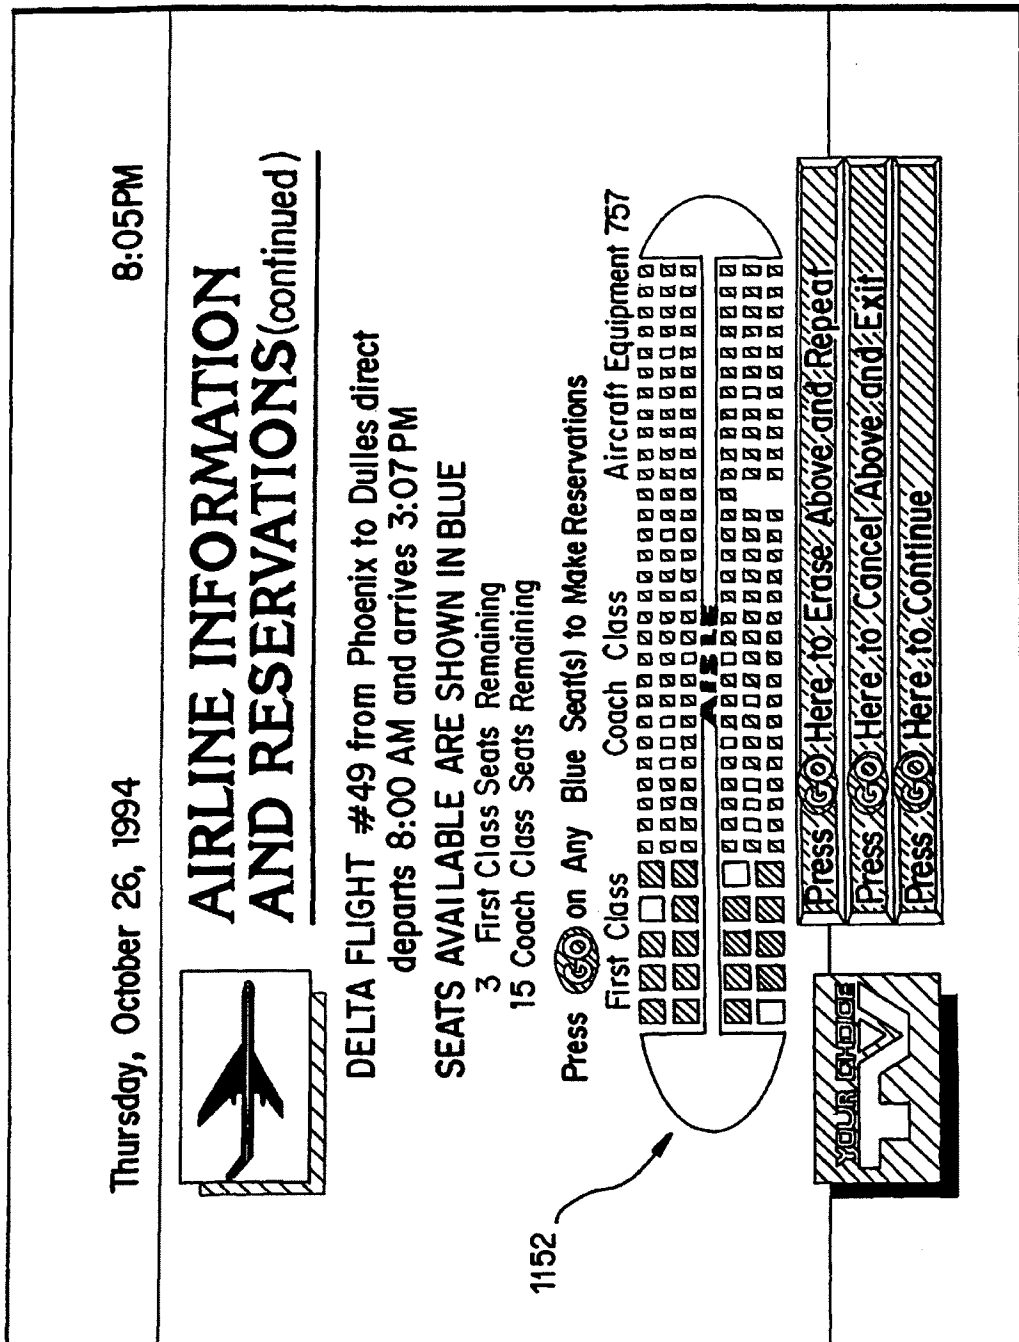 Thursday, October 26, 1994 8:05PM
AIRLINE INFORMATION
AND RESERVATIONS (continued)
DELTA FLIGHT #49 from Phoenix to Dulles direct
departs 8:00 AM and arrives 3:07 PM
SEATS AVAILABLE ARE SHOWN IN BLUE
3 First Class Seats Remaining
15 Coach Class Seats Remaining
Press GO on Any Blue Seat(s) to Make Reservations
First Class Coach Class Aircraft Equipment 757
AISLE
1152
Press GO Here to Erase Above and Repeat
Press GO Here to Cancel Above and Exit
Press GO Here to Continue
YOUR CHOICE
TV